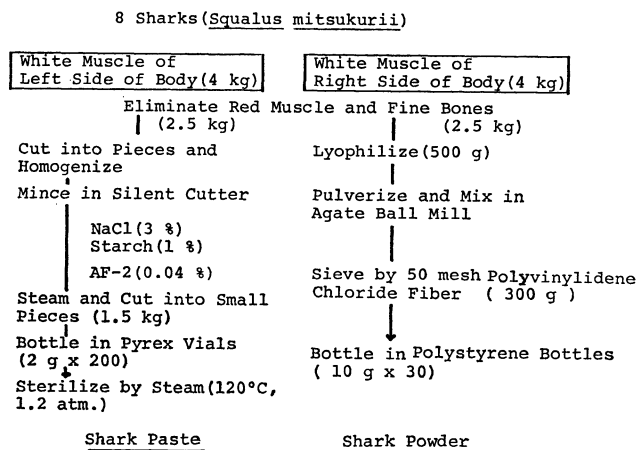 8 Sharks(Squalus mitsukurii)
White Muscle of
Left Side of Body(4 kg)
White Muscle of
Right Side of Body(4 kg)
Eliminate Red Muscle and Fine Bones
(2.5 kg)
(2.5 kg)
Cut into Pieces and
Homogenize
Mince in Silent Cutter
NaCl(3 %)
Starch(1 %)
AF-2(0.04 %)
Steam and Cut into Small
Pieces (1.5 kg)
Bottle in Pyrex Vials
(2 g x 200)
Sterilize by Steam(120°C,
1.2 atm.)
Shark Paste
Lyophilize(500 g)
Pulverize and Mix in
Agate Ball Mill
Sieve by 50 mesh Polyvinylidene
Chloride Fiber ( 300 g )
Bottle in Polystyrene Bottles
( 10 g x 30)
Shark Powder